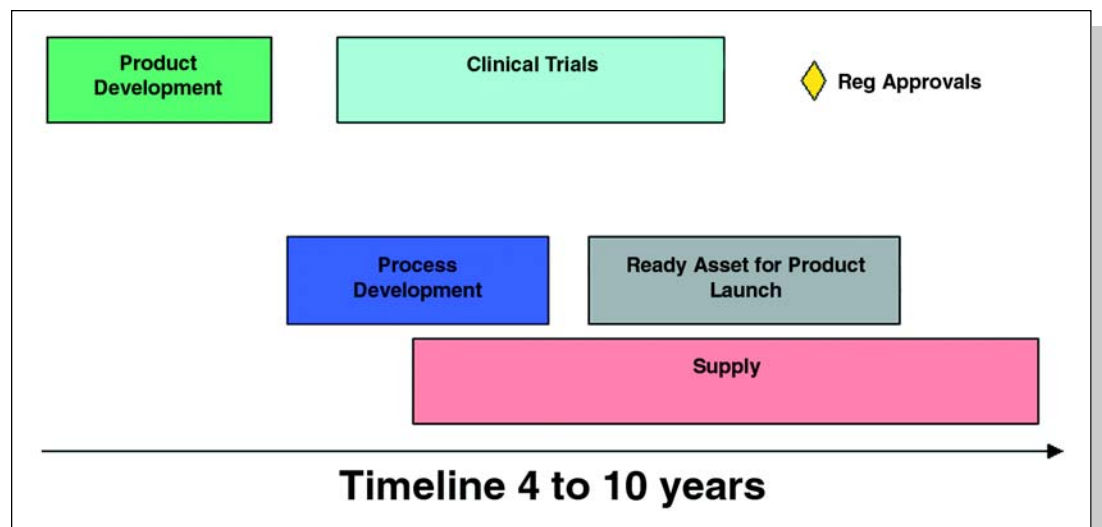 Product
Development
Clinical Trials
Reg Approvals
Process
Development
Ready Asset for Product
Launch
Supply
Timeline 4 to 10 years